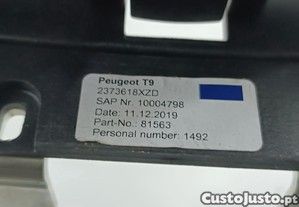 Peugeot T9
2373618XZD
SAP Nr. 10004798
Date: 11.12.2019
Part-No.: 81563
Personal number: 1492
CustoJusto.pt